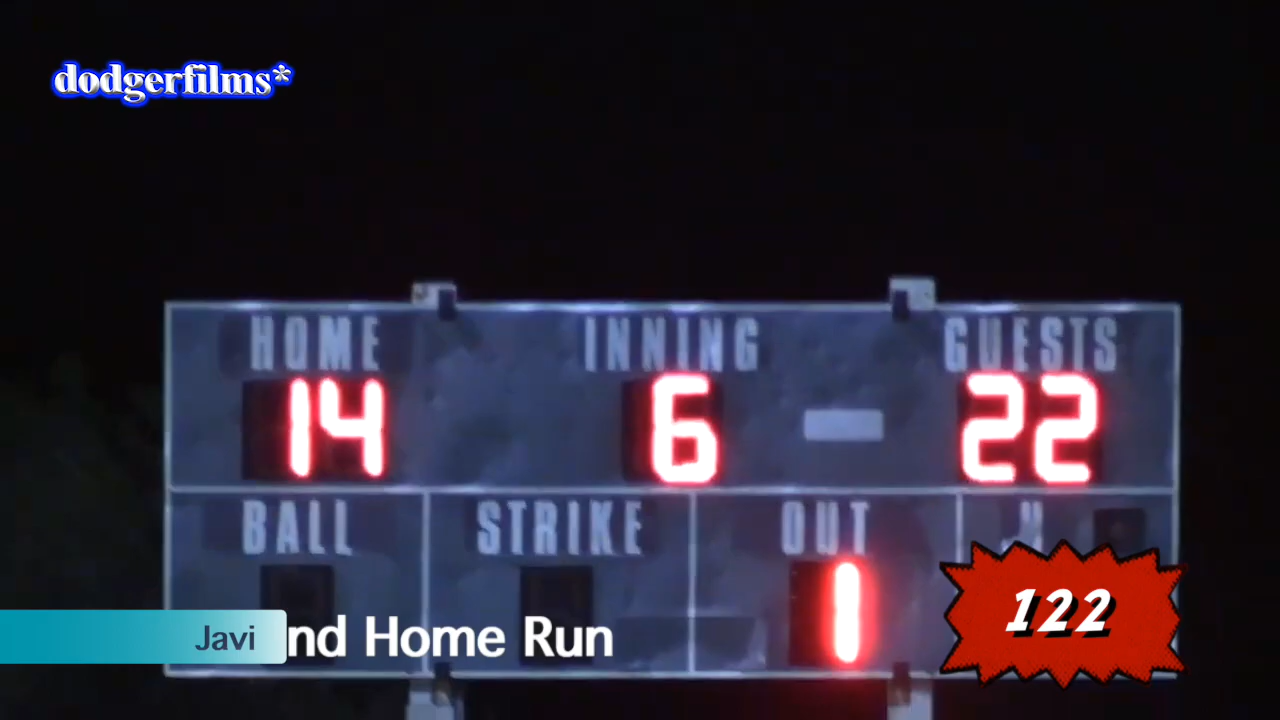 dodgerfilms*
HOME INNING GUESTS
14 6 22
BALL STRIKE OUT H
1
Javi nd Home Run
122